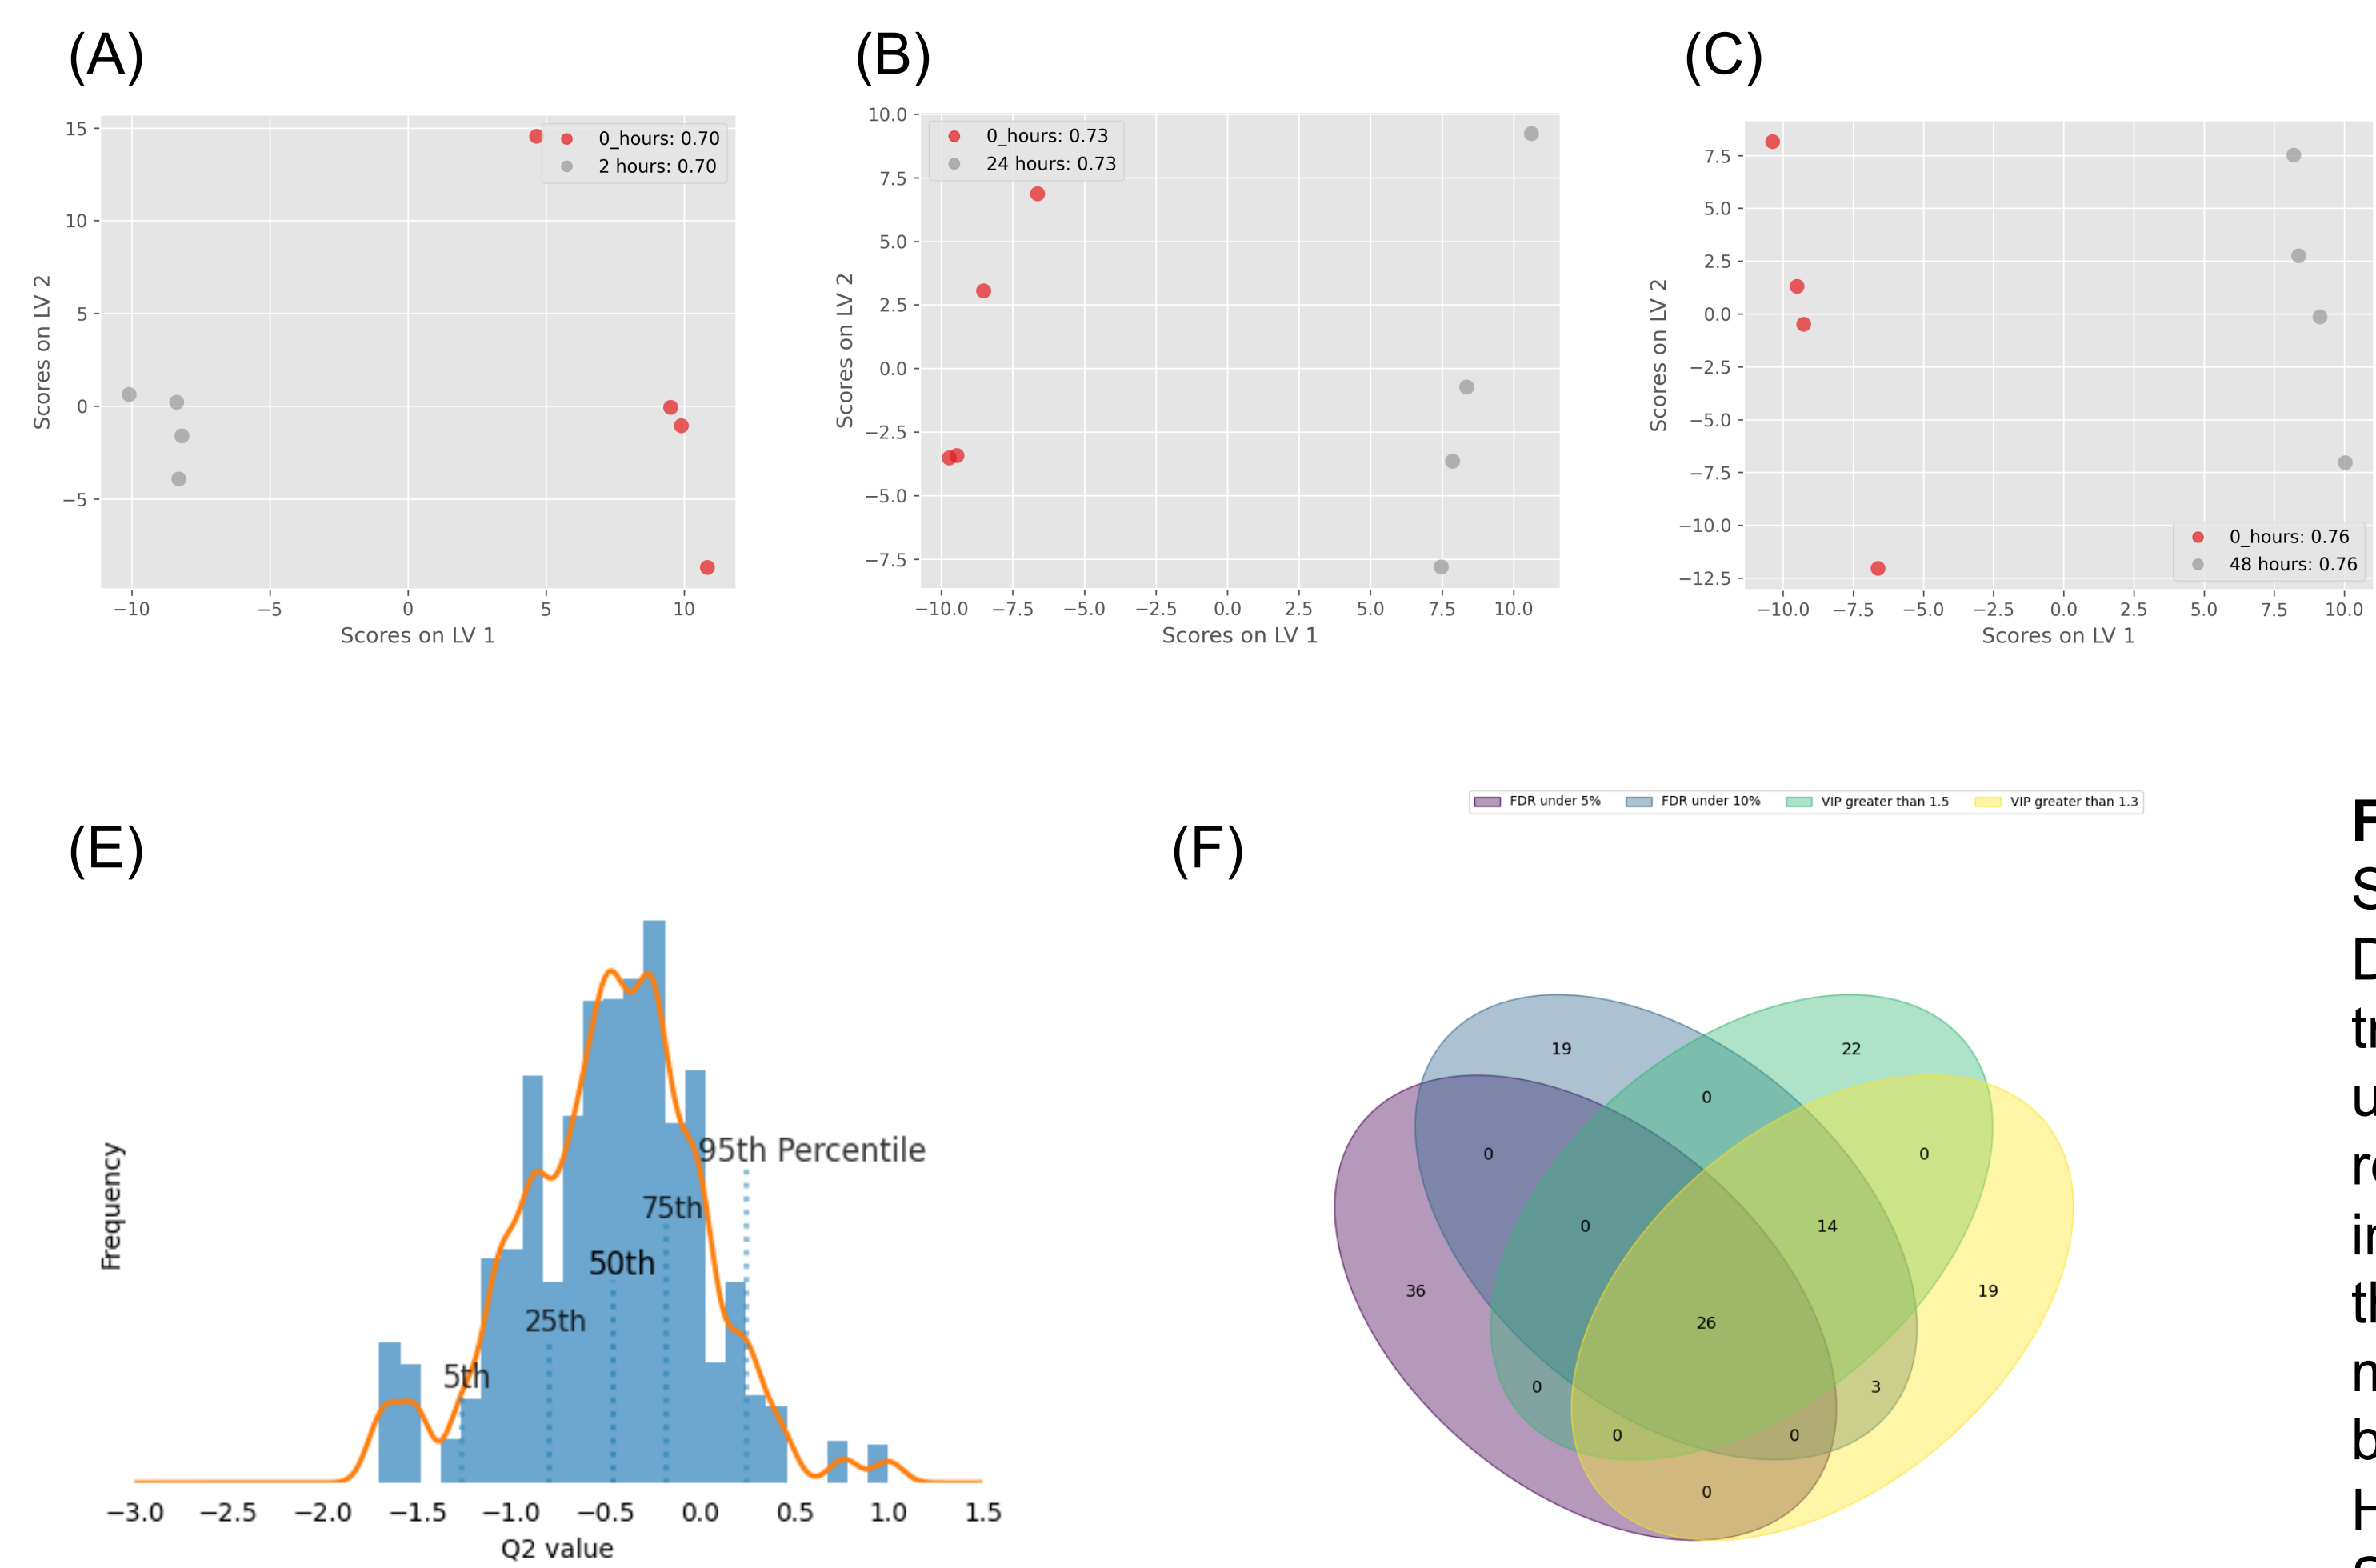 (A)
(B)
(C)
15
10
5
0
−5
−10
−5
0
5
10
Scores on LV 1
Scores on LV 2
0_hours: 0.70
2 hours: 0.70
10.0
7.5
5.0
2.5
0.0
−2.5
−5.0
−7.5
−10.0
−7.5
−5.0
−2.5
0.0
2.5
5.0
7.5
10.0
Scores on LV 1
Scores on LV 2
0_hours: 0.73
24 hours: 0.73
7.5
5.0
2.5
0.0
−2.5
−5.0
−7.5
−10.0
−12.5
−10.0
−7.5
−5.0
−2.5
0.0
2.5
5.0
7.5
10.0
Scores on LV 1
Scores on LV 2
0_hours: 0.76
48 hours: 0.76
(E)
Frequency
95th Percentile
75th
50th
25th
5th
−3.0
−2.5
−2.0
−1.5
−1.0
−0.5
0.0
0.5
1.0
1.5
Q2 value
(F)
FDR under 5%
FDR under 10%
VIP greater than 1.5
VIP greater than 1.3
19
22
0
0
0
0
14
36
19
26
0
3
0
0
0